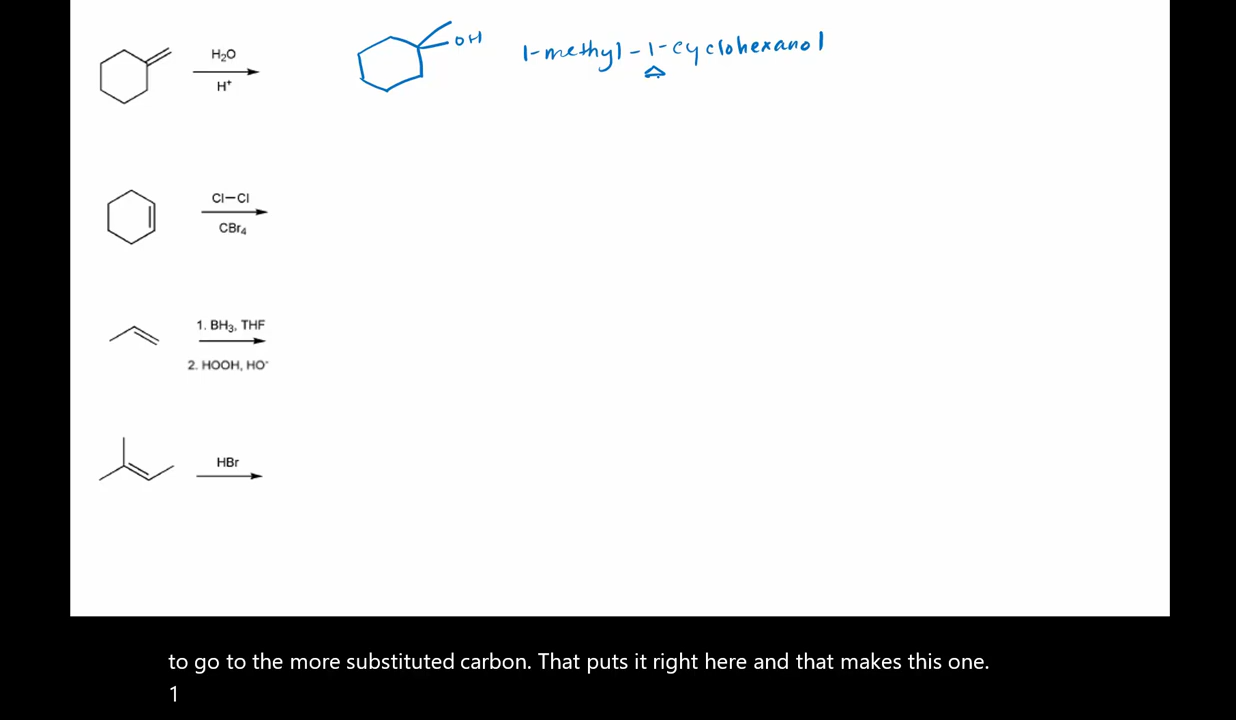 H₂O
H⁺
OH
1-methyl-1-cyclohexanol
Cl—Cl
CBr₄
1. BH₃, THF
2. HOOH, HO⁻
HBr
to go to the more substituted carbon. That puts it right here and that makes this one.
1